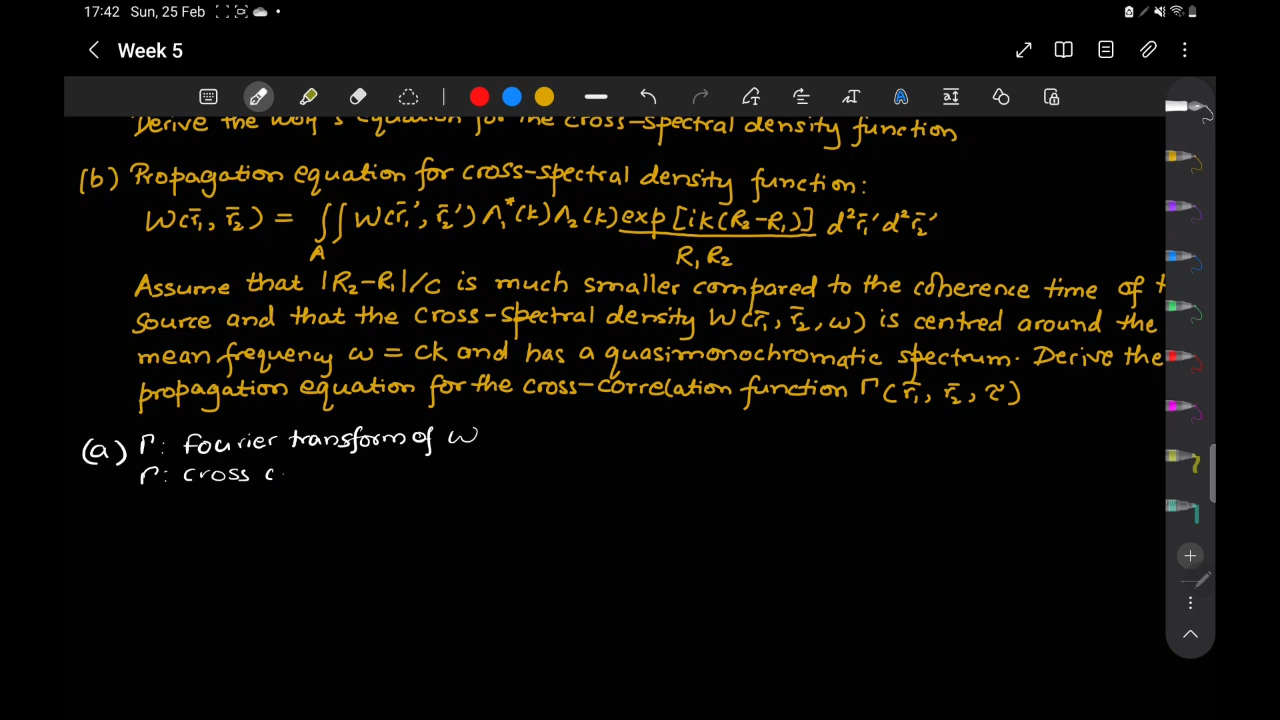 17:42 Sun, 25 Feb
Week 5
Derive the Wolf's equation for the cross-spectral density function
(b) Propagation equation for cross-spectral density function:
W(r̄₁, r̄₂) = ∬_A W(r̄₁', r̄₂') Λ₁*(k) Λ₂(k) exp[ik(R₂-R₁)] / R₁R₂ d²r̄₁' d²r̄₂'
Assume that |R₂-R₁|/c is much smaller compared to the coherence time of
source and that the cross-spectral density W(r̄₁, r̄₂, ω) is centred around the
mean frequency ω = ck and has a quasimonochromatic spectrum. Derive the
propagation equation for the cross-correlation function Γ(r̄₁, r̄₂, τ)
(a) Γ: fourier transform of W
Γ: cross c